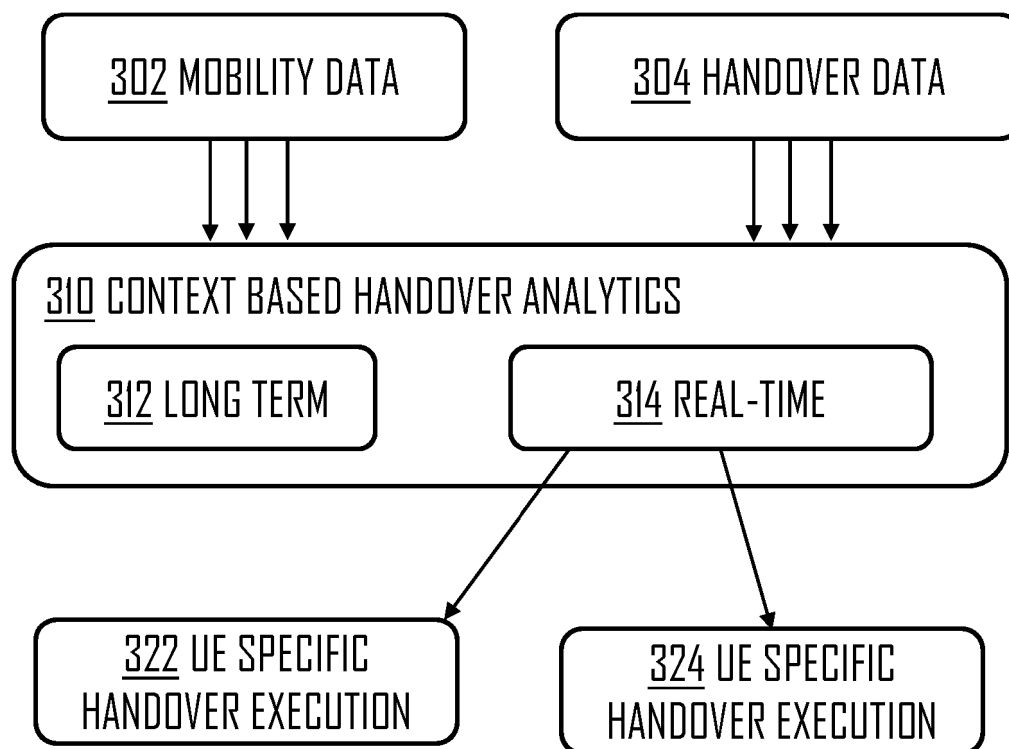 302 MOBILITY DATA
304 HANDOVER DATA
310 CONTEXT BASED HANDOVER ANALYTICS
312 LONG TERM
314 REAL-TIME
322 UE SPECIFIC
HANDOVER EXECUTION
324 UE SPECIFIC
HANDOVER EXECUTION